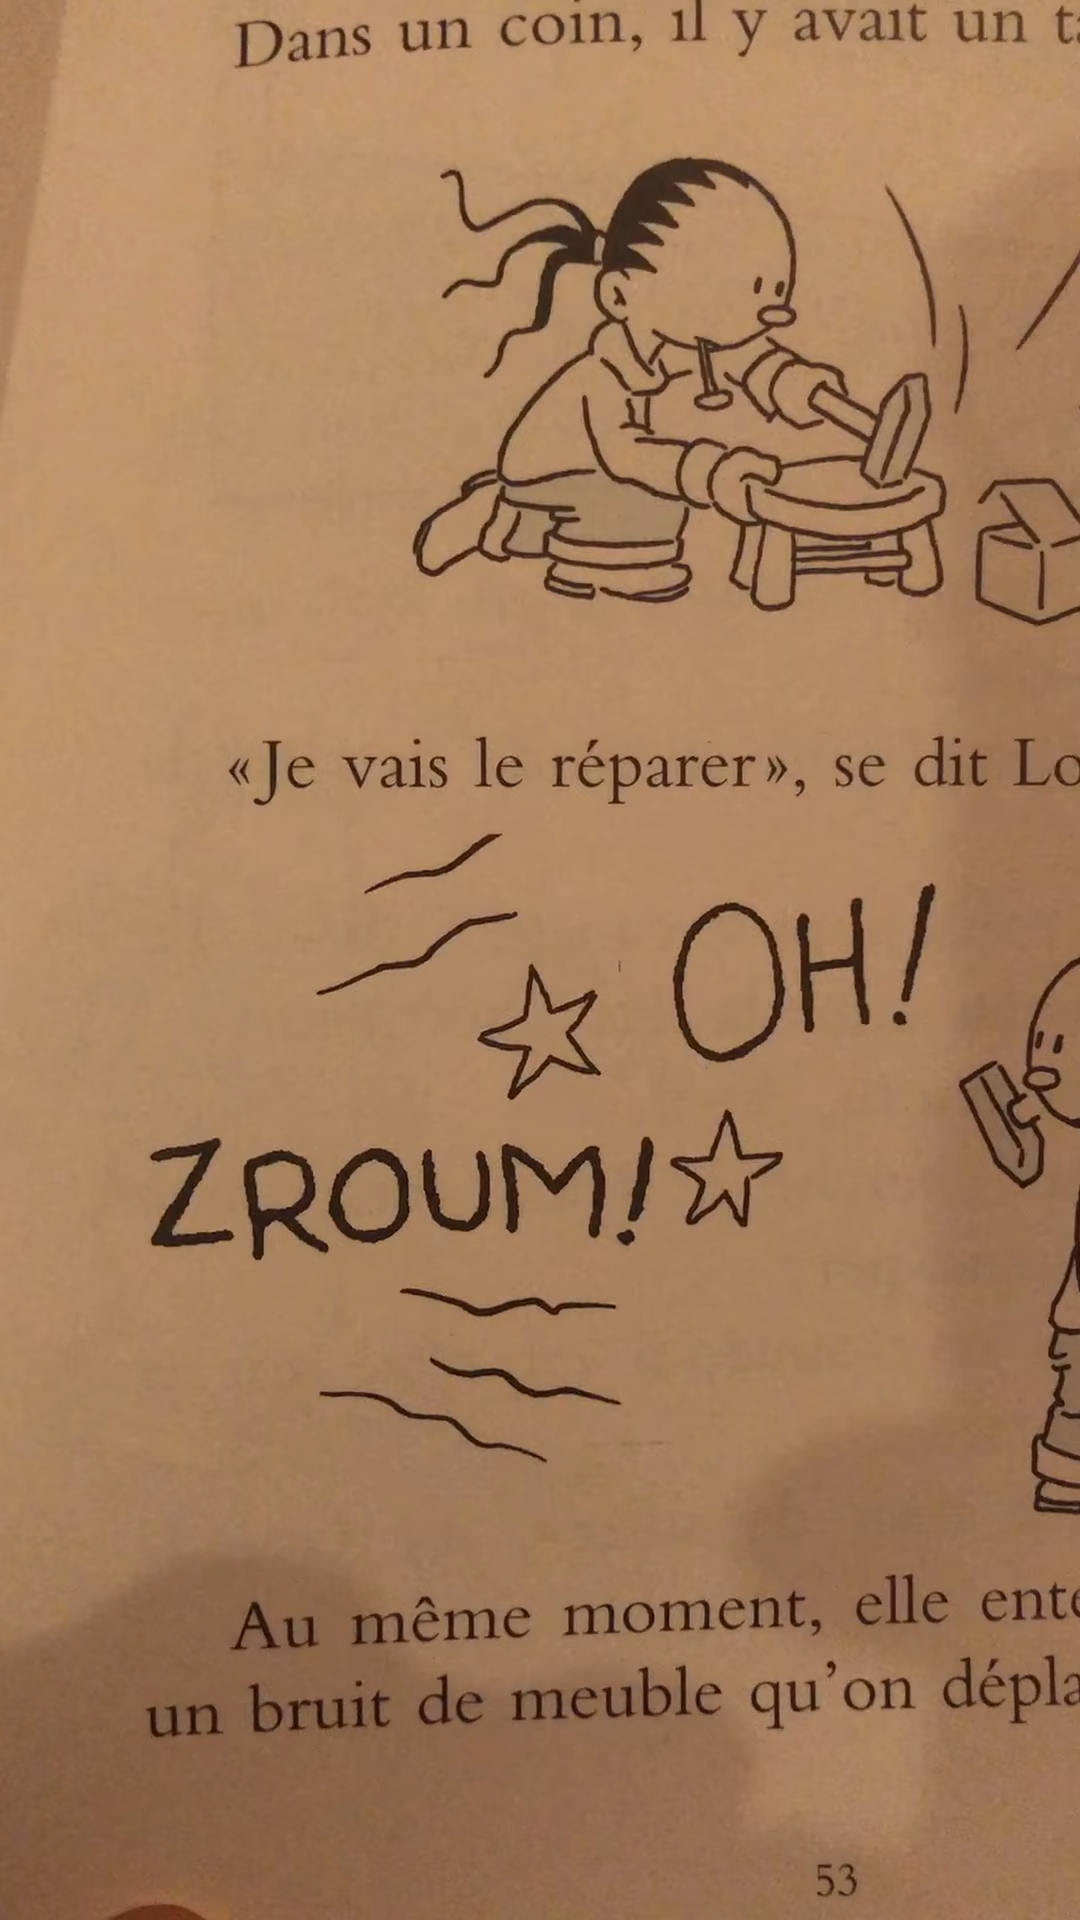 Dans un coin, il y avait un
«Je vais le réparer», se dit
OH!
ZROUM!
Au même moment, elle
un bruit de meuble qu'on
53